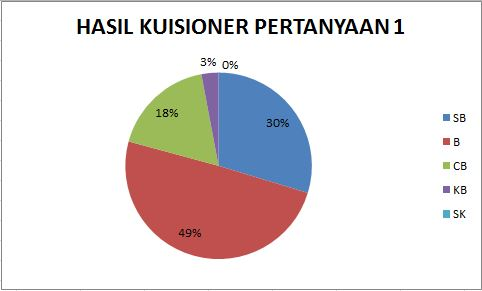 HASIL KUISIONER PERTANYAAN 1
3% 0%
30%
18%
49%
SB
B
CB
KB
SK